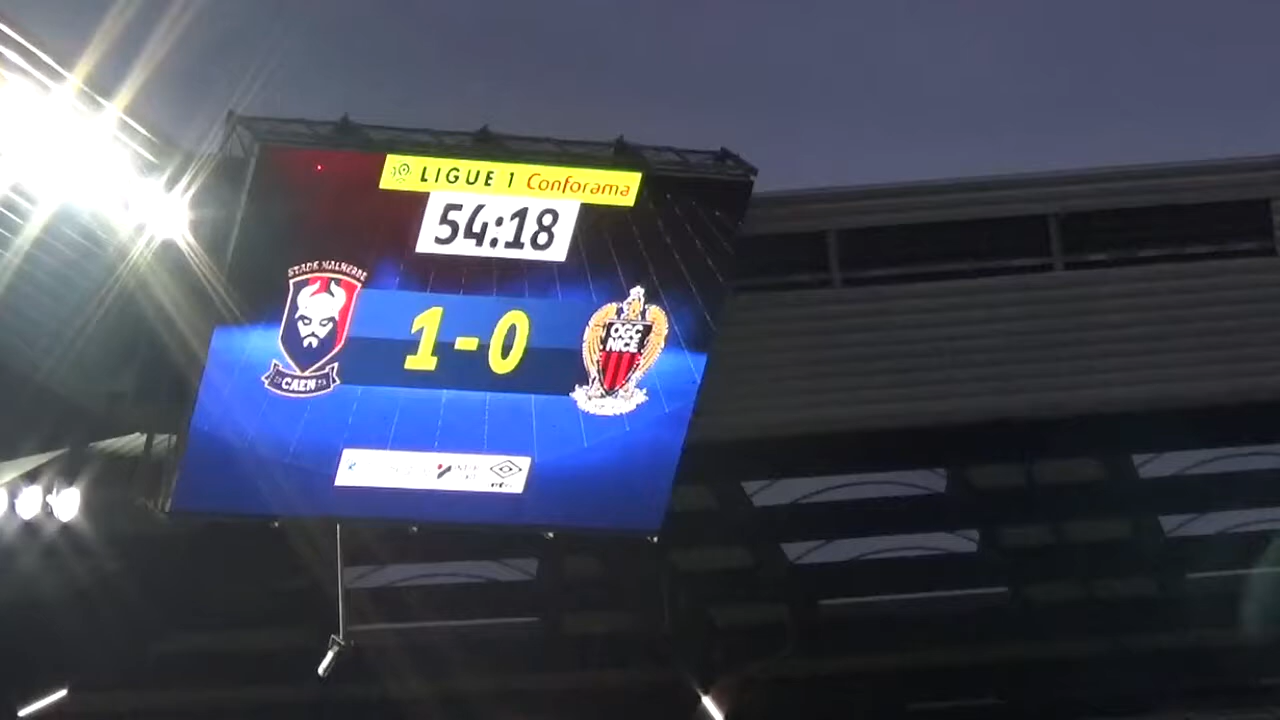 LIGUE 1 Conforama
54:18
STADE MALHERBE
1-0
OGC
NICE
CAEN